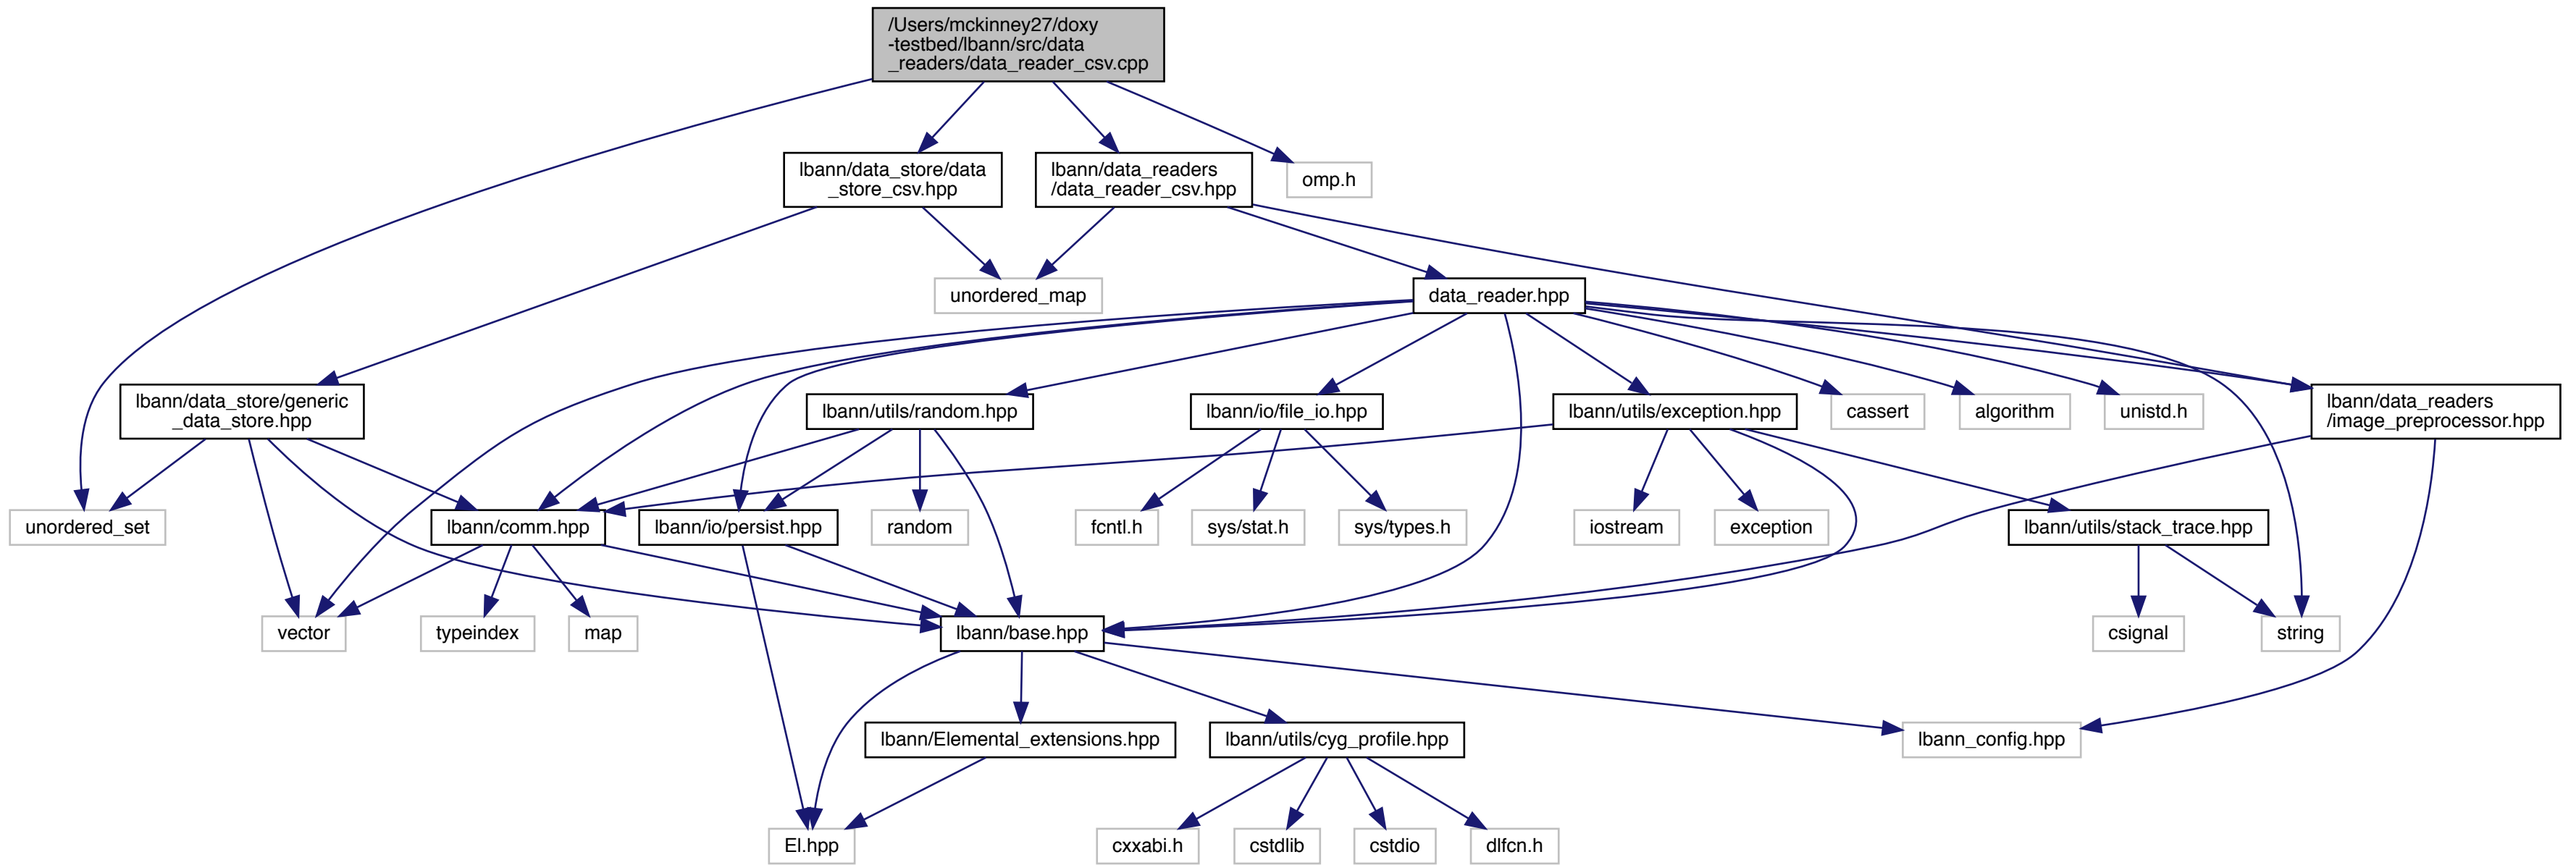 /Users/mckinney27/doxy
-testbed/lbann/src/data
_readers/data_reader_csv.cpp
lbann/data_store/data
_store_csv.hpp
lbann/data_readers
/data_reader_csv.hpp
omp.h
unordered_map
data_reader.hpp
lbann/data_store/generic
_data_store.hpp
lbann/utils/random.hpp
lbann/io/file_io.hpp
lbann/utils/exception.hpp
cassert
algorithm
unistd.h
lbann/data_readers
/image_preprocessor.hpp
unordered_set
lbann/comm.hpp
lbann/io/persist.hpp
random
fcntl.h
sys/stat.h
sys/types.h
iostream
exception
lbann/utils/stack_trace.hpp
vector
typeindex
map
lbann/base.hpp
csignal
string
lbann/Elemental_extensions.hpp
lbann/utils/cyg_profile.hpp
lbann_config.hpp
El.hpp
cxxabi.h
cstdlib
cstdio
dlfcn.h